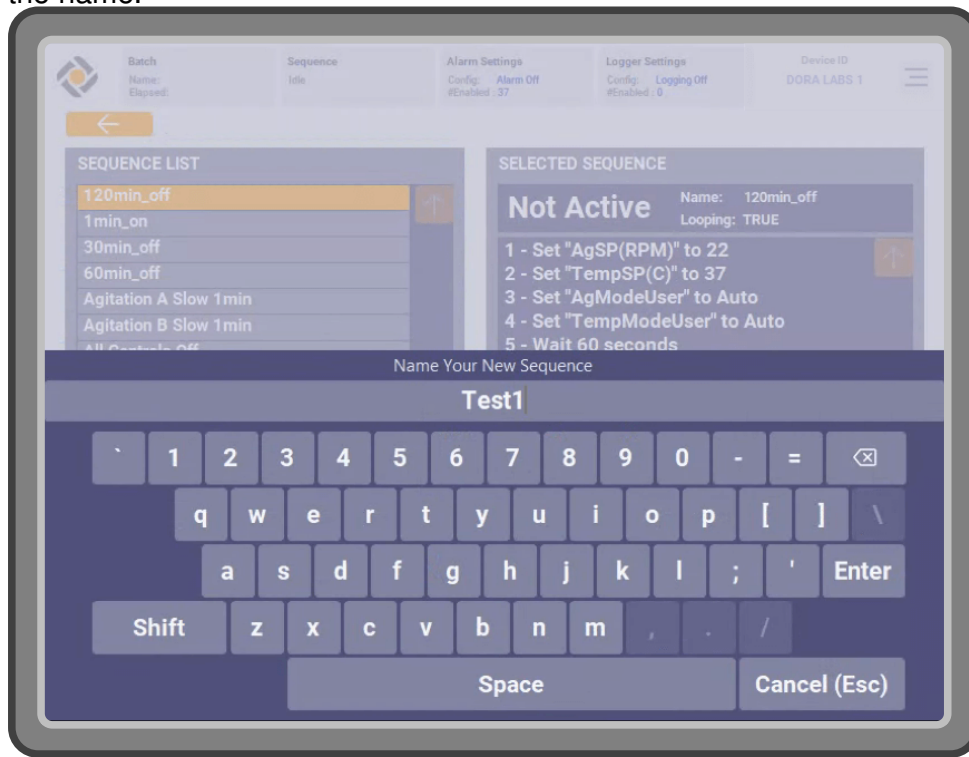 the name.
Batch
Name:
Elapsed:
Sequence
Idle
Alarm Settings
Config: Alarm Off
#Enabled : 37
Logger Settings
Config: Logging Off
#Enabled : 0
Device ID
DORA LABS 1
SEQUENCE LIST
120min_off
1min_on
30min_off
60min_off
Agitation A Slow 1min
Agitation B Slow 1min
All Controls Off
SELECTED SEQUENCE
Not Active
Name: 120min_off
Looping: TRUE
1 - Set "AgSP(RPM)" to 22
2 - Set "TempSP(C)" to 37
3 - Set "AgModeUser" to Auto
4 - Set "TempModeUser" to Auto
5 - Wait 60 seconds
Name Your New Sequence
Test1
` 1 2 3 4 5 6 7 8 9 0 - =
q w e r t y u i o p [ ] \
a s d f g h j k l ; ' Enter
Shift z x c v b n m , . /
Space Cancel (Esc)